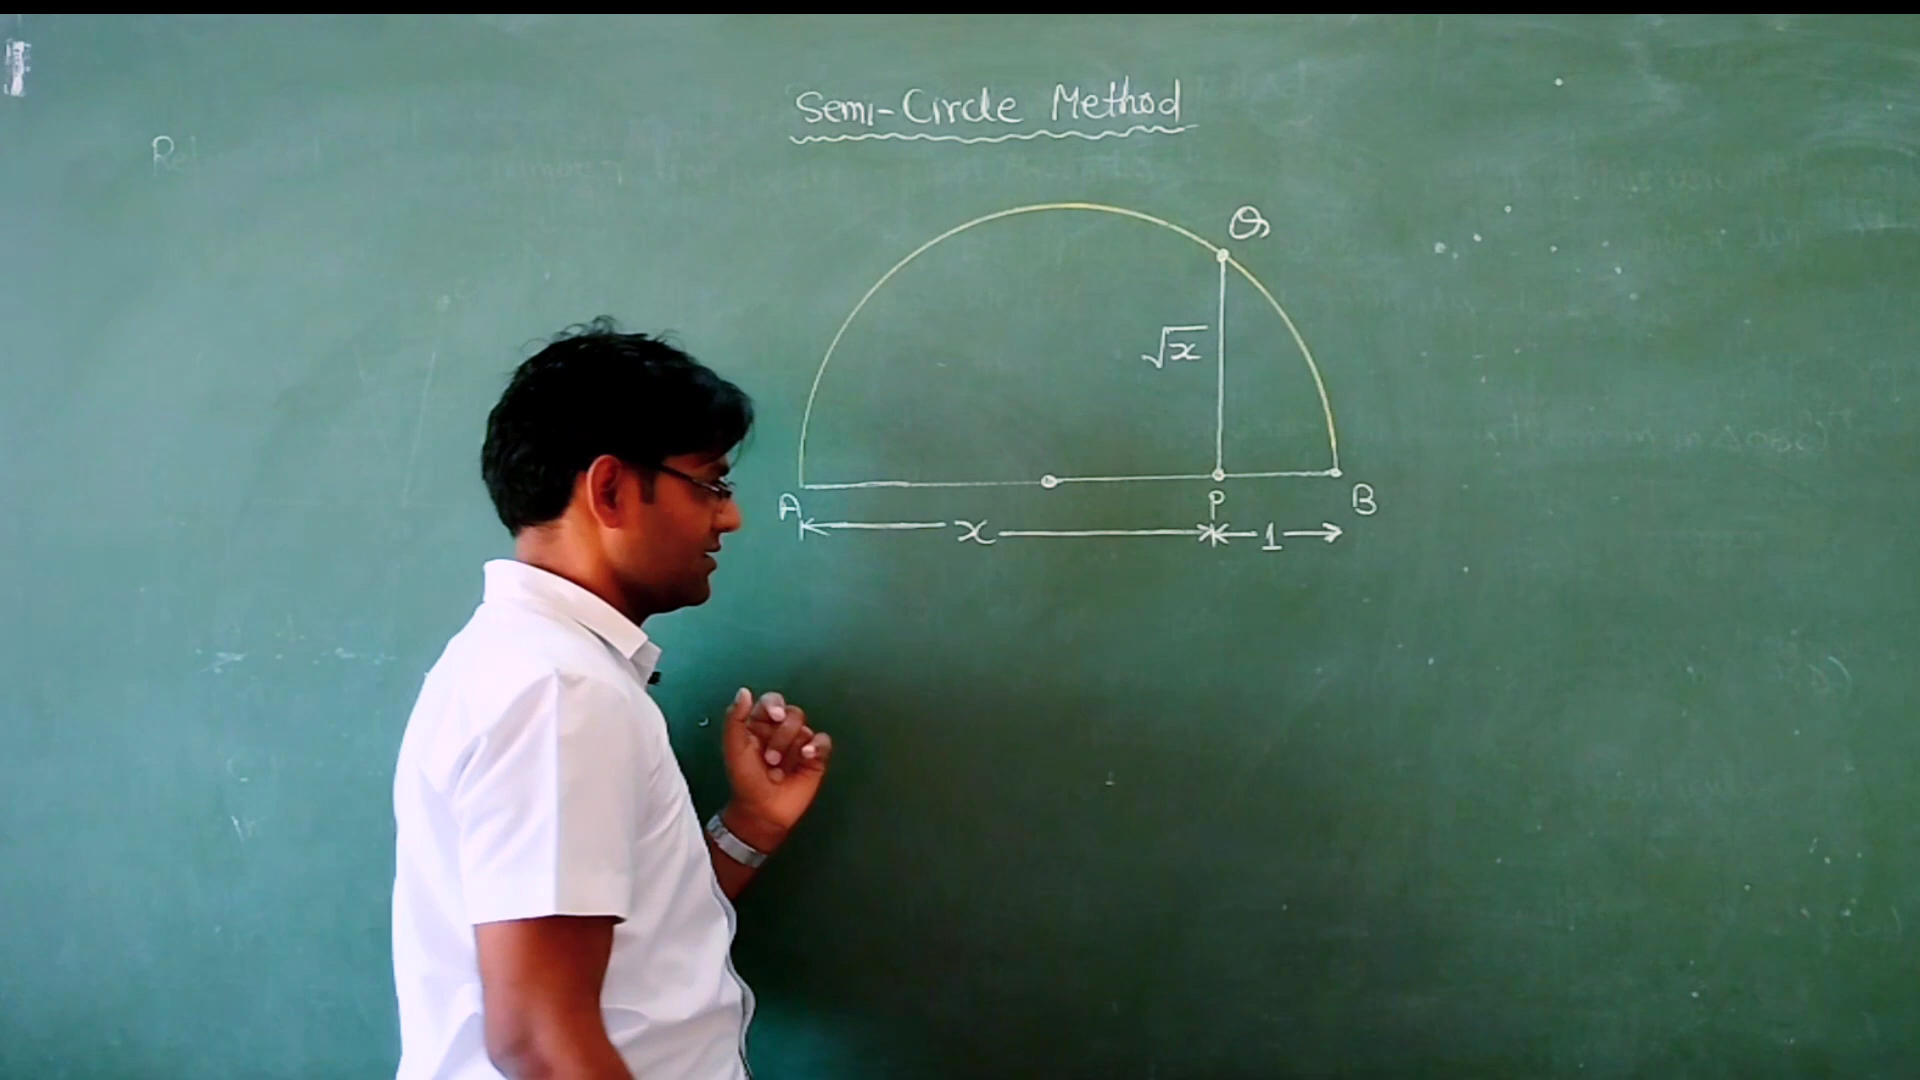 Semi-Circle Method
Q
√x
A P B
x 1